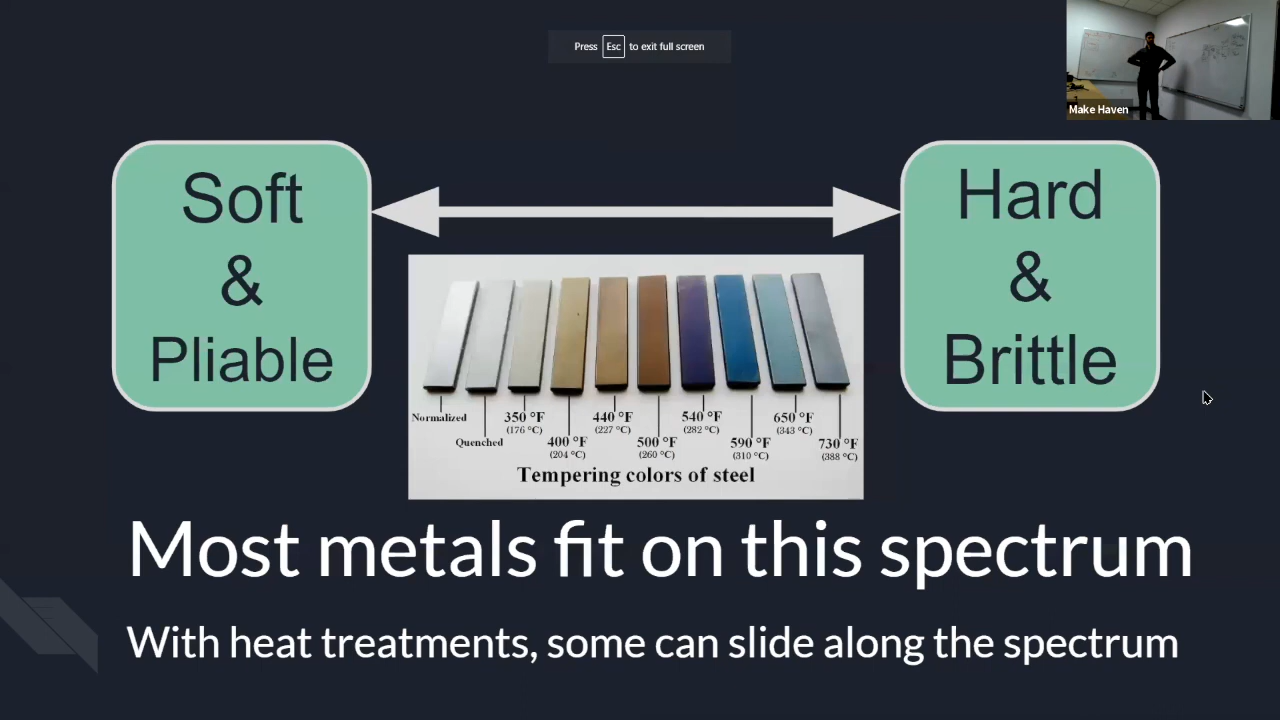 Press Esc to exit full screen
Make Haven
Soft
&
Pliable
Hard
&
Brittle
Normalized
Quenched
350 °F
(176 °C)
400 °F
(204 °C)
440 °F
(227 °C)
500 °F
(260 °C)
540 °F
(282 °C)
590 °F
(310 °C)
650 °F
(343 °C)
730 °F
(388 °C)
Tempering colors of steel
Most metals fit on this spectrum
With heat treatments, some can slide along the spectrum